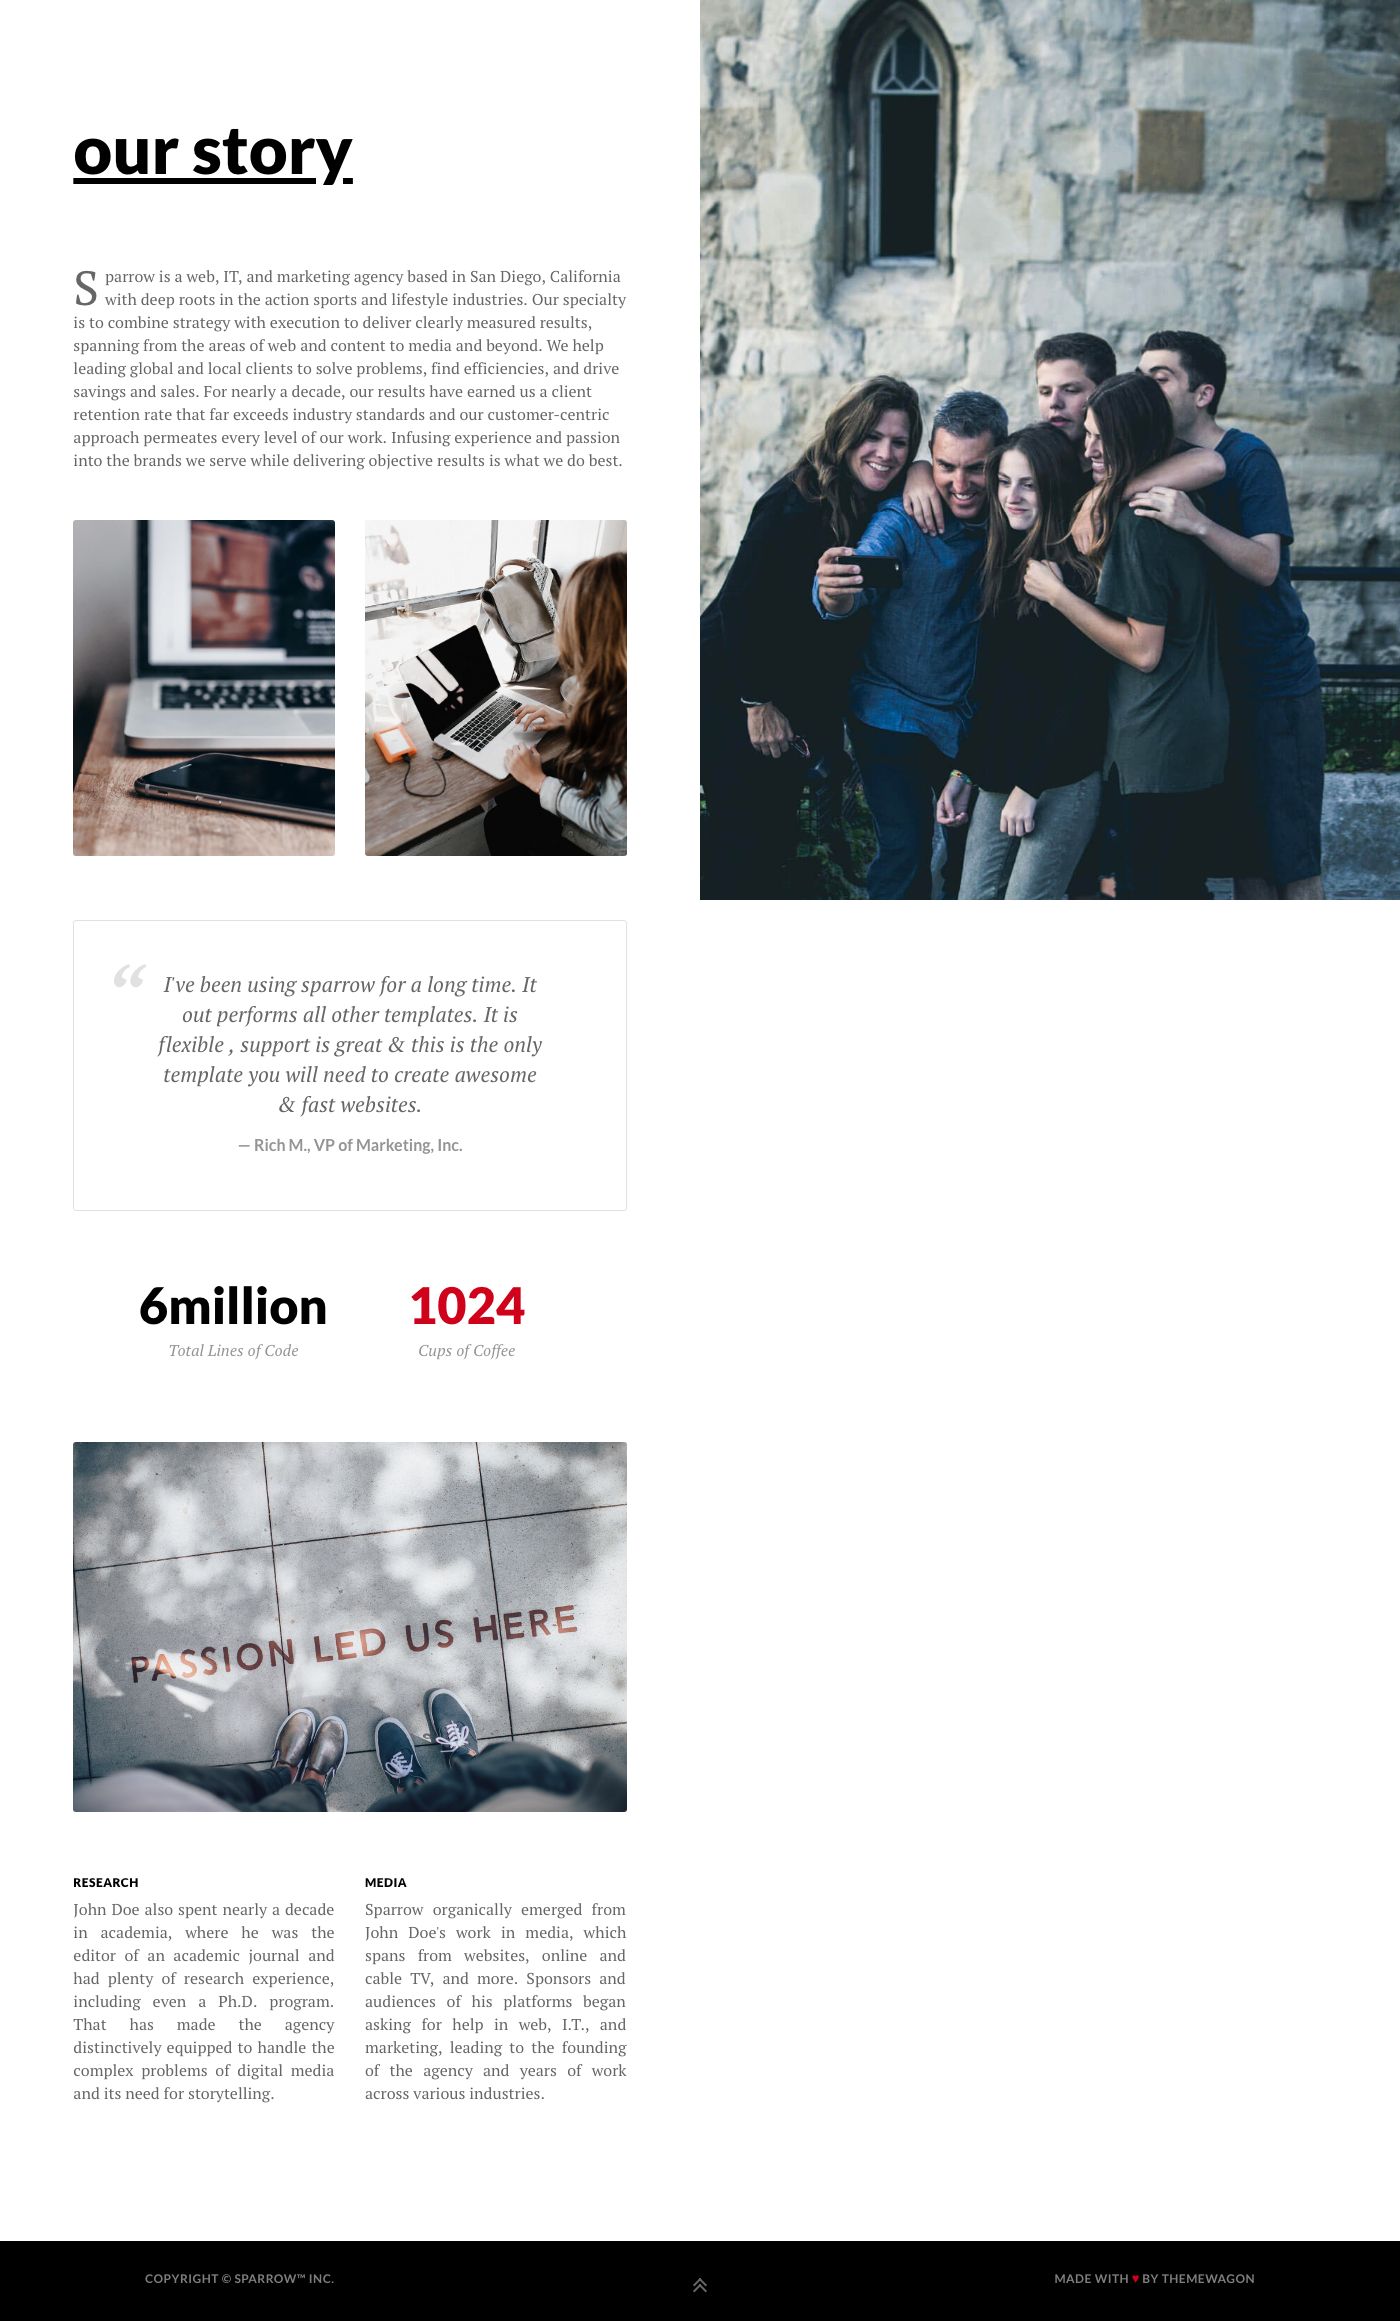 our story
Sparrow is a web, IT, and marketing agency based in San Diego, California
with deep roots in the action sports and lifestyle industries. Our specialty
is to combine strategy with execution to deliver clearly measured results,
spanning from the areas of web and content to media and beyond. We help
leading global and local clients to solve problems, find efficiencies, and drive
savings and sales. For nearly a decade, our results have earned us a client
retention rate that far exceeds industry standards and our customer-centric
approach permeates every level of our work. Infusing experience and passion
into the brands we serve while delivering objective results is what we do best.
“ I've been using sparrow for a long time. It
out performs all other templates. It is
flexible , support is great & this is the only
template you will need to create awesome
& fast websites.
— Rich M., VP of Marketing, Inc.
6million
Total Lines of Code
1024
Cups of Coffee
PASSION LED US HERE
RESEARCH
John Doe also spent nearly a decade
in academia, where he was the
editor of an academic journal and
had plenty of research experience,
including even a Ph.D. program.
That has made the agency
distinctively equipped to handle the
complex problems of digital media
and its need for storytelling.
MEDIA
Sparrow organically emerged from
John Doe's work in media, which
spans from websites, online and
cable TV, and more. Sponsors and
audiences of his platforms began
asking for help in web, I.T., and
marketing, leading to the founding
of the agency and years of work
across various industries.
COPYRIGHT © SPARROW™ INC.
MADE WITH ♥ BY THEMEWAGON